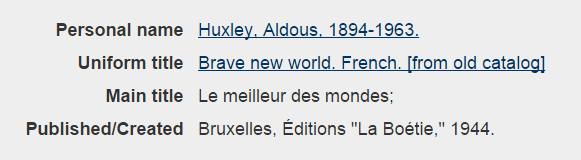 Personal name Huxley, Aldous, 1894-1963.
Uniform title Brave new world. French. [from old catalog]
Main title Le meilleur des mondes;
Published/Created Bruxelles, Éditions "La Boétie," 1944.